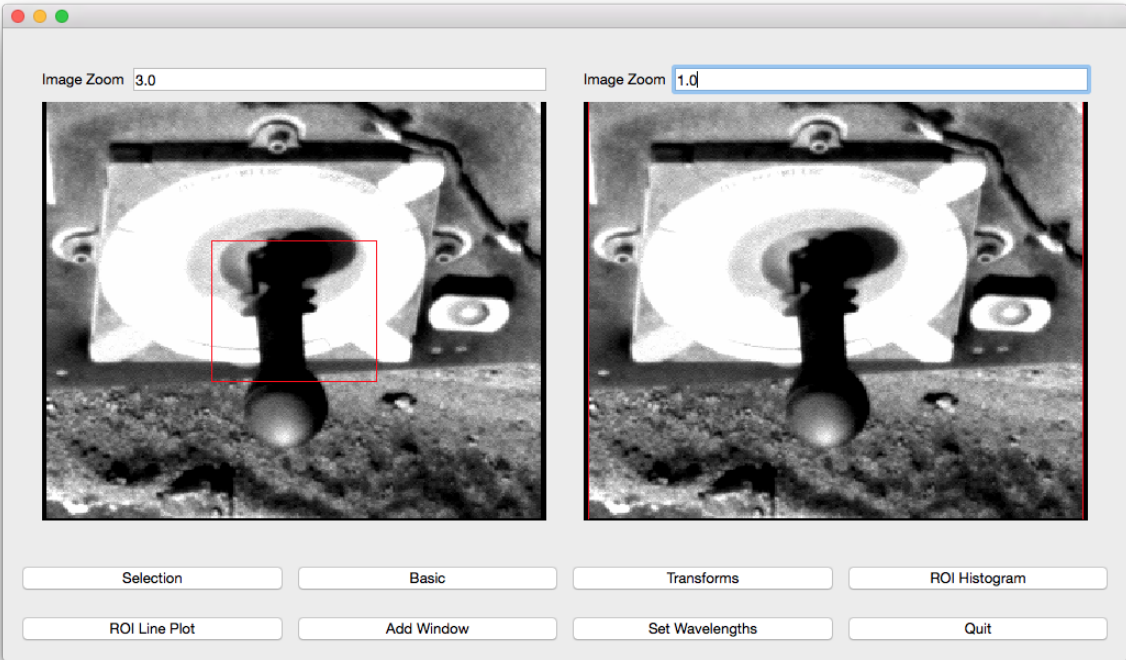 Image Zoom 3.0 Image Zoom 1.0
Selection Basic Transforms ROI Histogram
ROI Line Plot Add Window Set Wavelengths Quit